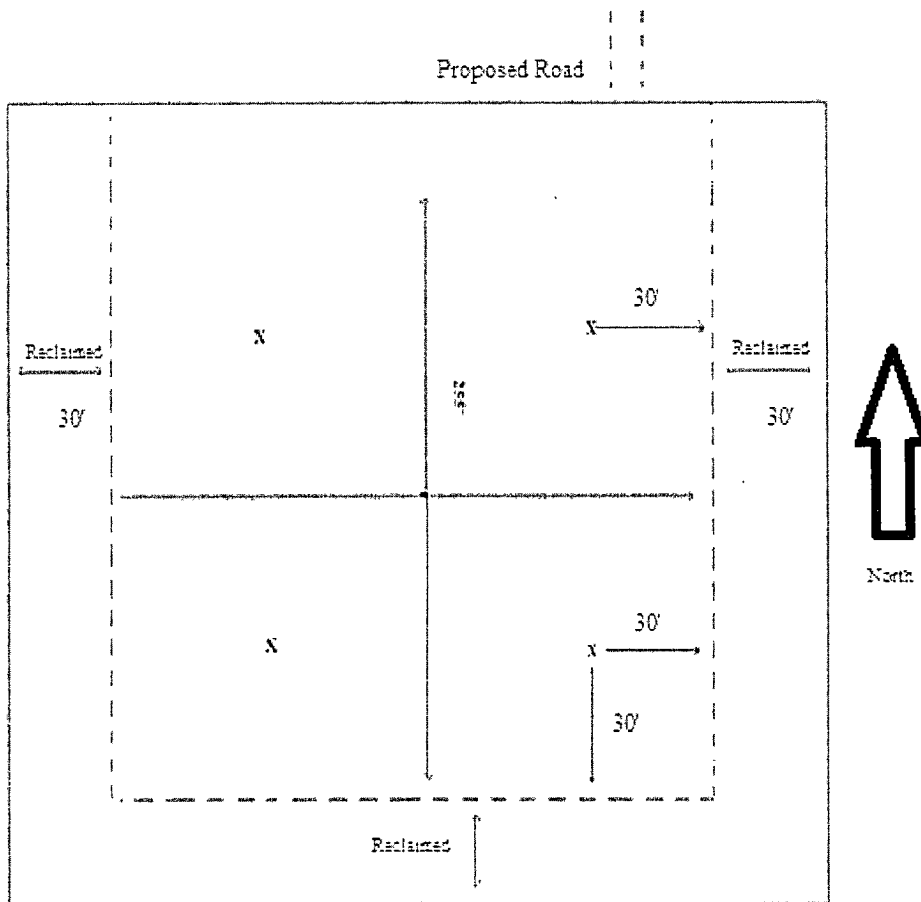 Proposed Road
30'
x
x
Reclaimed
Reclaimed
30'
30'
North
30'
x
x
30'
Reclaimed